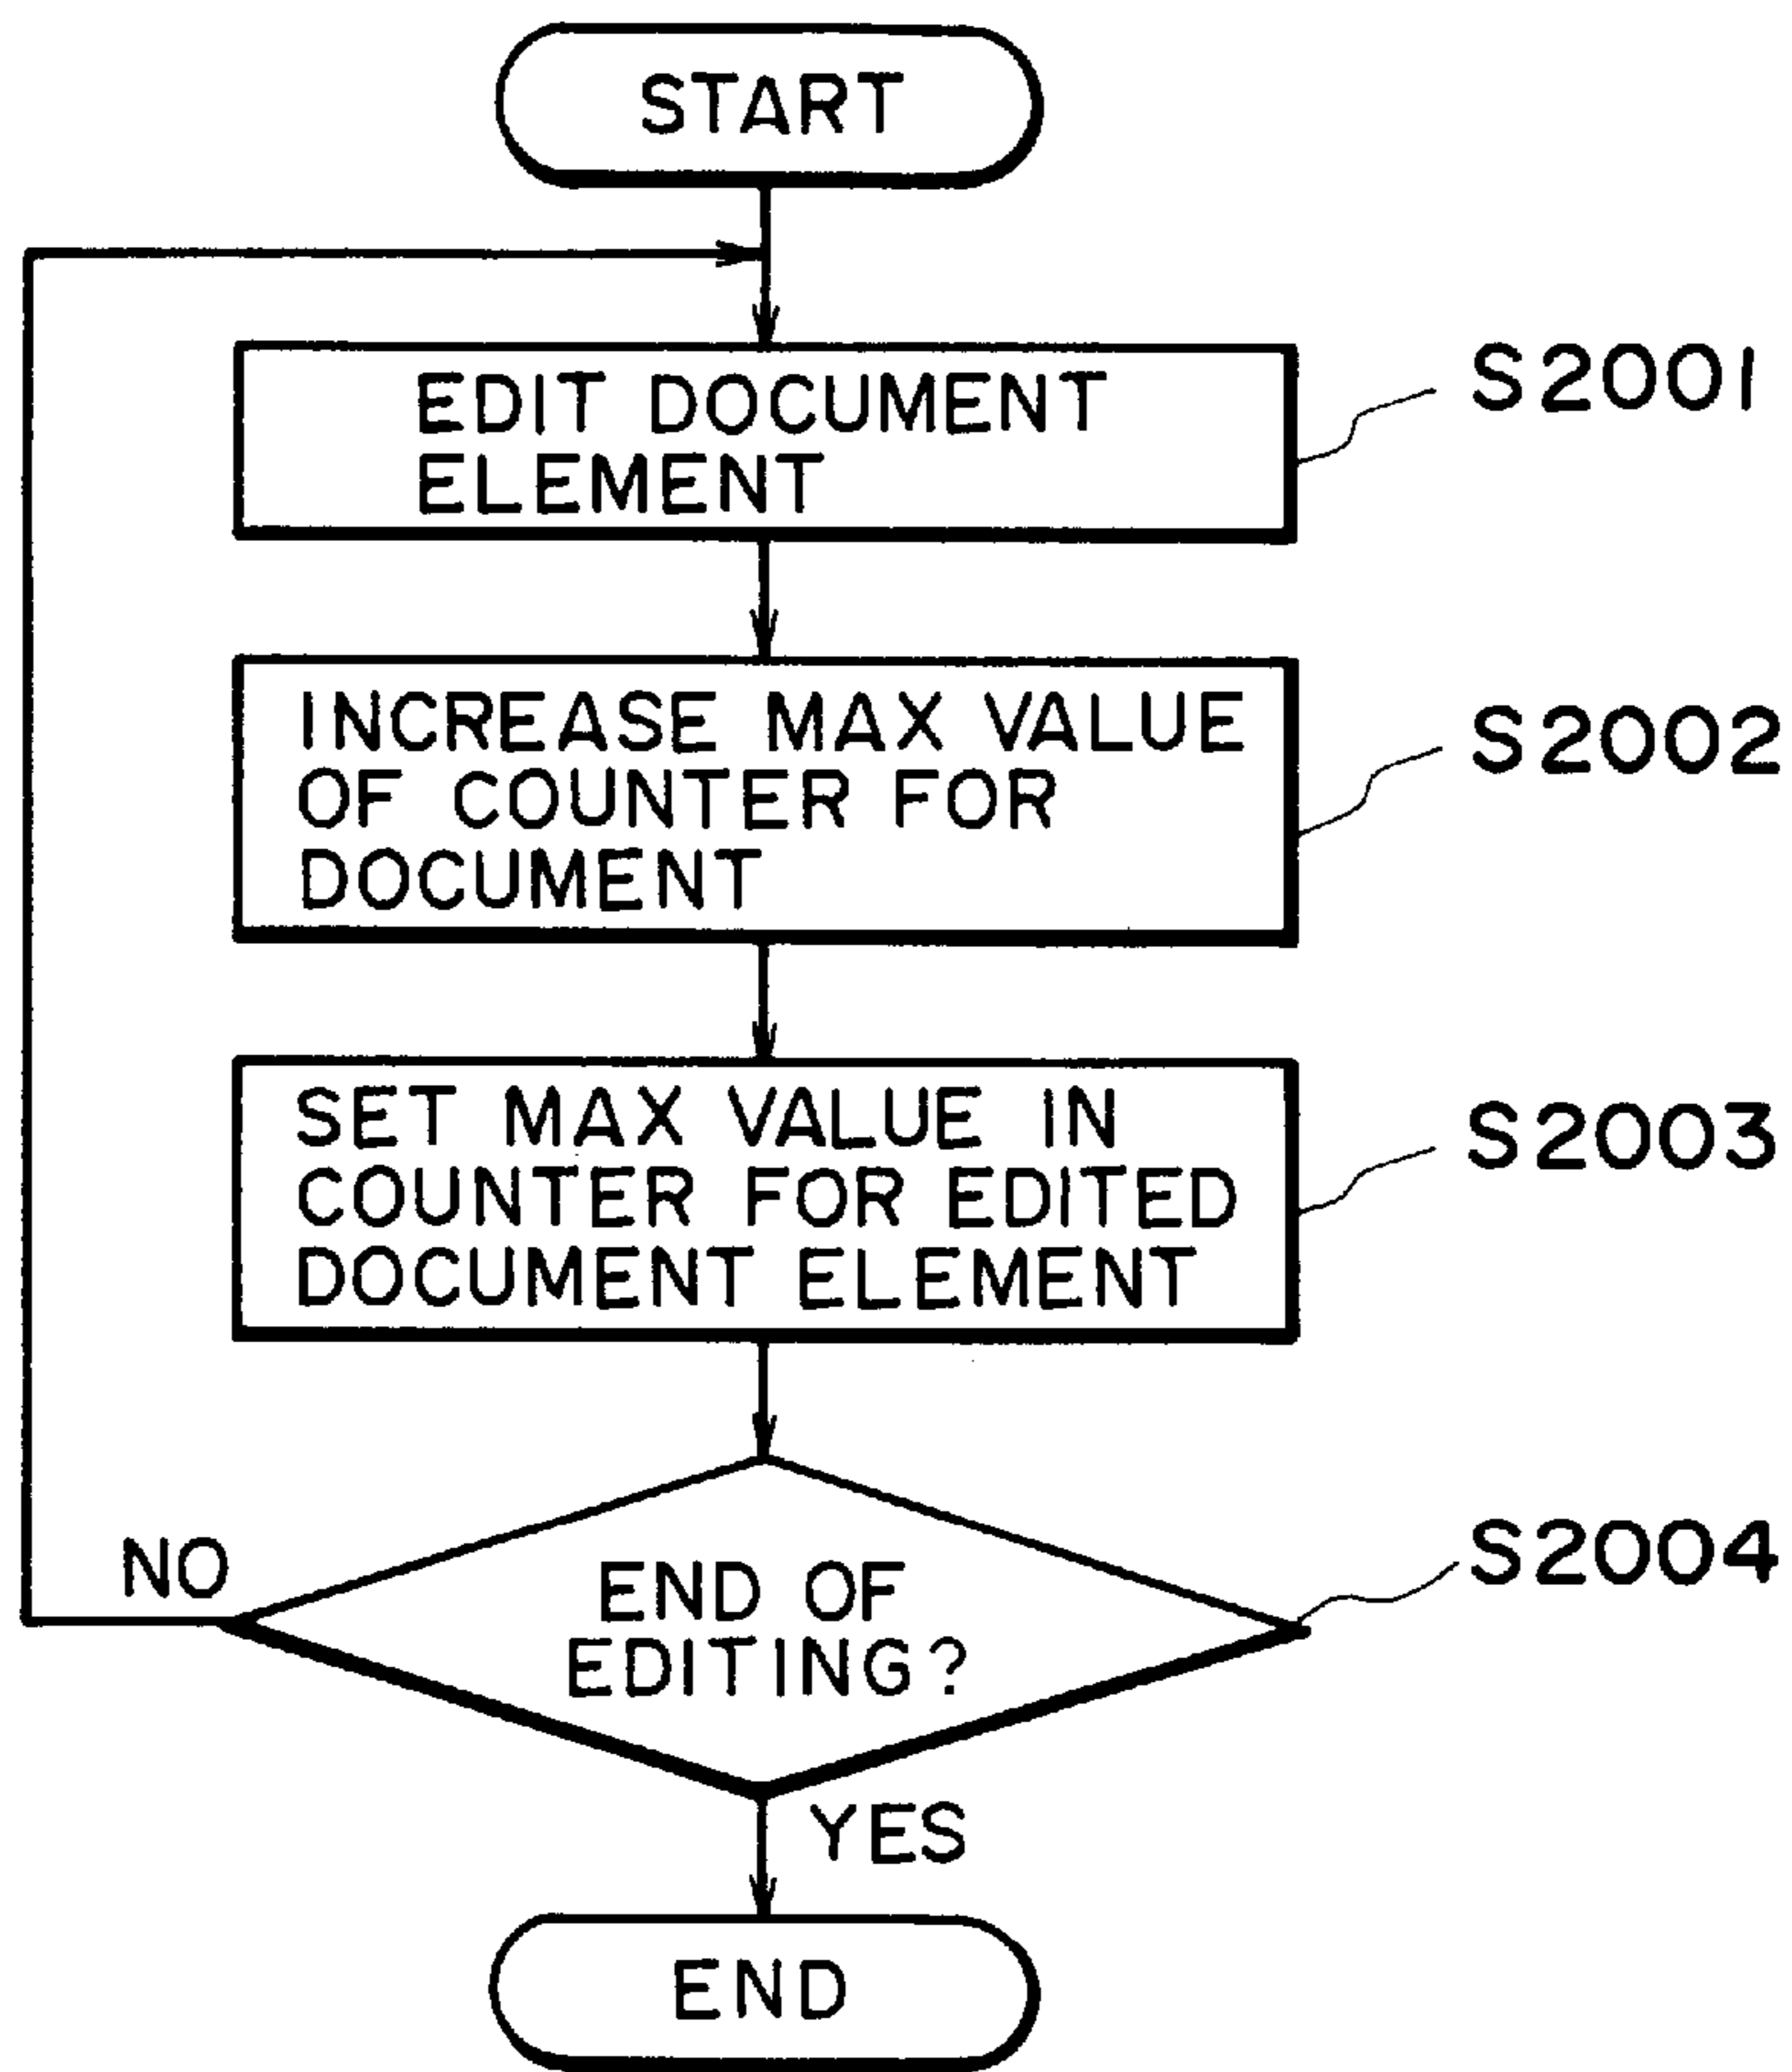 START
EDIT DOCUMENT
ELEMENT
S2001
INCREASE MAX VALUE
OF COUNTER FOR
DOCUMENT
S2002
SET MAX VALUE IN
COUNTER FOR EDITED
DOCUMENT ELEMENT
S2003
END OF
EDITING?
S2004
NO
YES
END